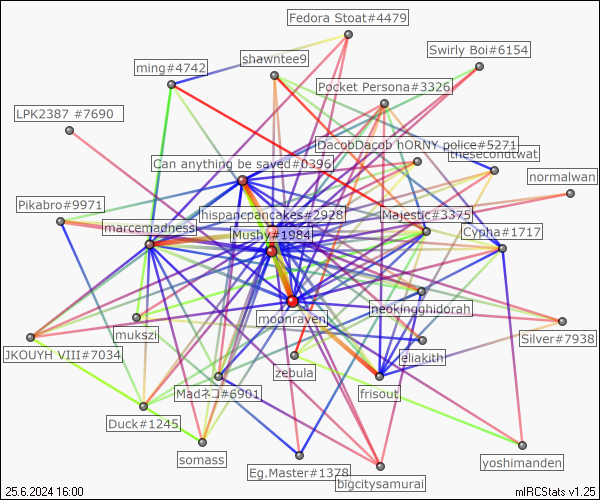 Fedora Stoat#4479
Swirly Boi#6154
shawntee9
ming#4742
Pocket Persona#3326
LPK2387 #7690
DacobDacob hORNY police#5271
thesecondtwat
Can anything be saved#0396
normalwan
Pikabro#9971
hispanicpancakes#2928
Majestic#3375
marcemadness
Mushy#1984
Cypha#1717
neokingghidorah
moonraven
mukszi
Silver#7938
JKOUYH VIII#7034
eliakith
zebula
Madネコ#6901
frisout
Duck#1245
somass
yoshimanden
Eg.Master#1378
bigcitysamurai
25.6.2024 16:00
mIRCStats v1.25